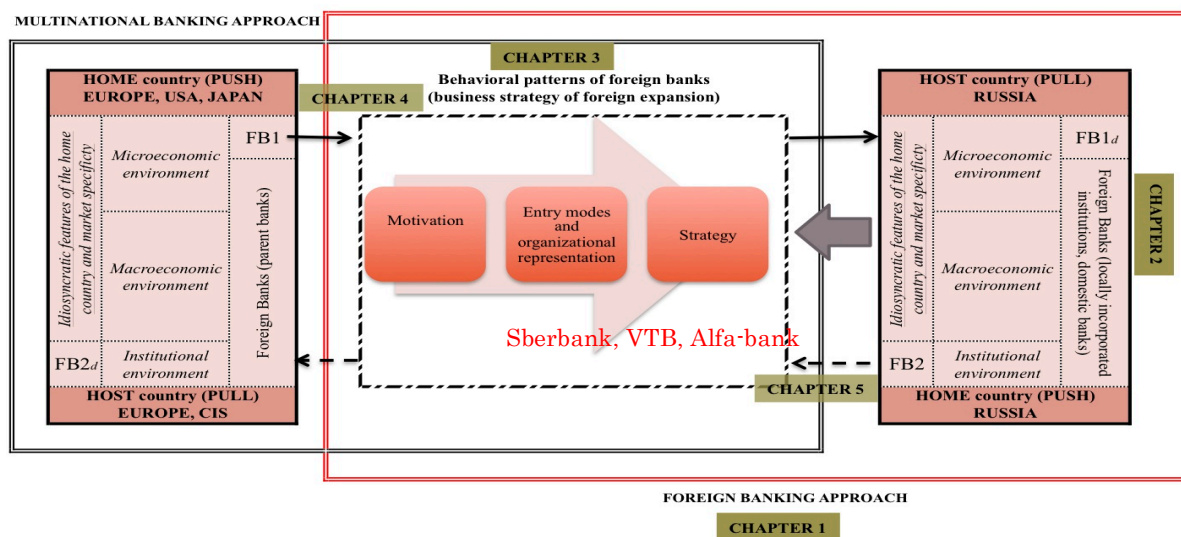 MULTINATIONAL BANKING APPROACH
CHAPTER 3
HOME country (PUSH)
EUROPE, USA, JAPAN
CHAPTER 4
Behavioral patterns of foreign banks
(business strategy of foreign expansion)
HOST country (PULL)
RUSSIA
Idiosyncratic features of the home
country and market specificty
Microeconomic
environment
Macroeconomic
environment
Institutional
environment
FB1
Foreign Banks (parent banks)
FB2d
HOST country (PULL)
EUROPE, CIS
Motivation
Entry modes
and
organizational
representation
Strategy
Sberbank, VTB, Alfa-bank
Idiosyncratic features of the home
country and market specificty
Microeconomic
environment
Macroeconomic
environment
Institutional
environment
FB1d
Foreign Banks (locally incorporated
institutions, domestic banks)
FB2
CHAPTER 2
CHAPTER 5
HOME country (PUSH)
RUSSIA
FOREIGN BANKING APPROACH
CHAPTER 1